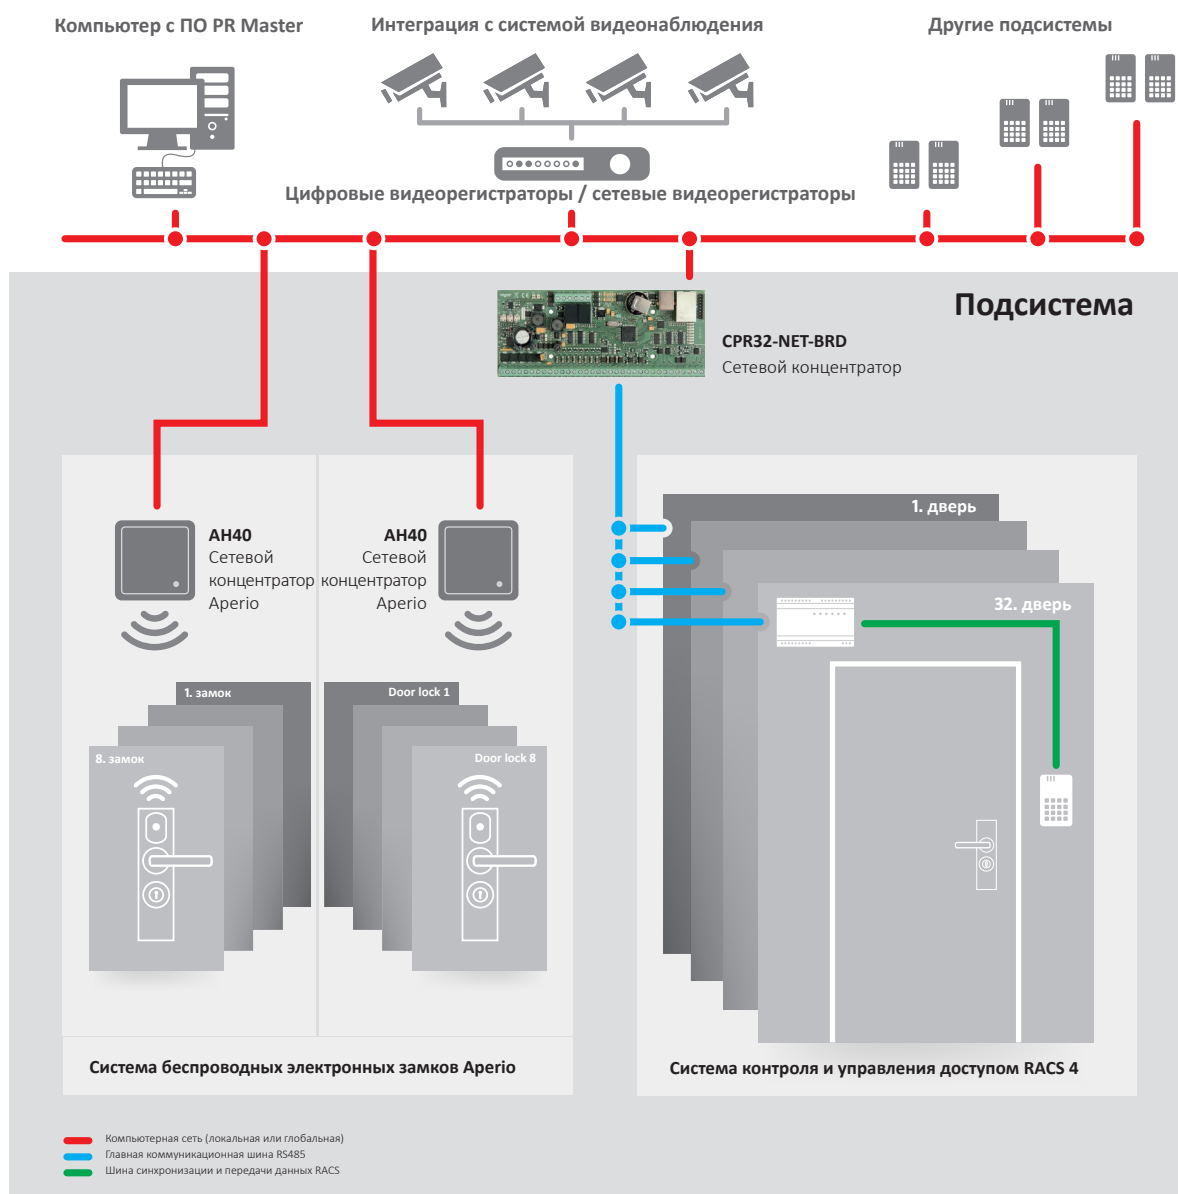 Компьютер с ПО PR Master
Интеграция с системой видеонаблюдения
Другие подсистемы
Цифровые видеорегистраторы / сетевые видеорегистраторы
Подсистема
CPR32-NET-BRD
Сетевой концентратор
AH40
Сетевой
концентратор
Aperio
AH40
Сетевой
концентратор
Aperio
1. дверь
32. дверь
1. замок
8. замок
Door lock 1
Door lock 8
Система беспроводных электронных замков Aperio
Система контроля и управления доступом RACS 4
Компьютерная сеть (локальная или глобальная)
Главная коммуникационная шина RS485
Шина синхронизации и передачи данных RACS